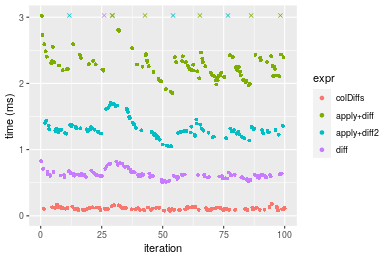 3
2
1
0
time (ms)
0
25
50
75
100
iteration
expr
colDiffs
apply+diff
apply+diff2
diff